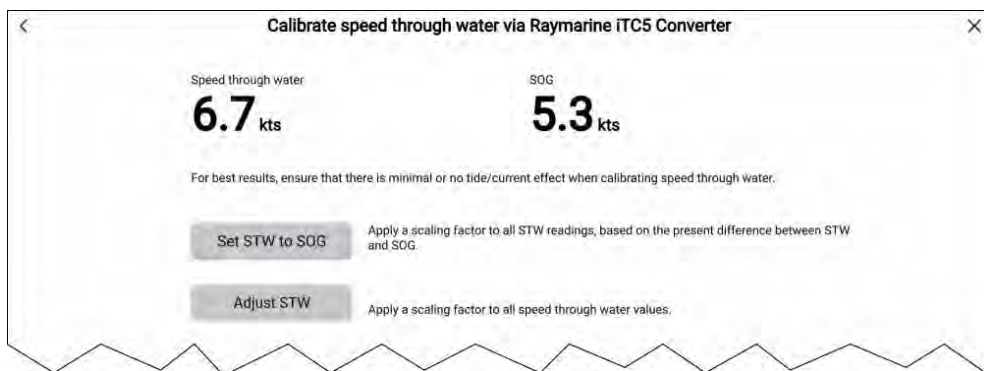 Calibrate speed through water via Raymarine iTC5 Converter
Speed through water
SOG
6.7 kts
5.3 kts
For best results, ensure that there is minimal or no tide/current effect when calibrating speed through water.
Set STW to SOG
Apply a scaling factor to all STW readings, based on the present difference between STW
and SOG.
Adjust STW
Apply a scaling factor to all speed through water values.